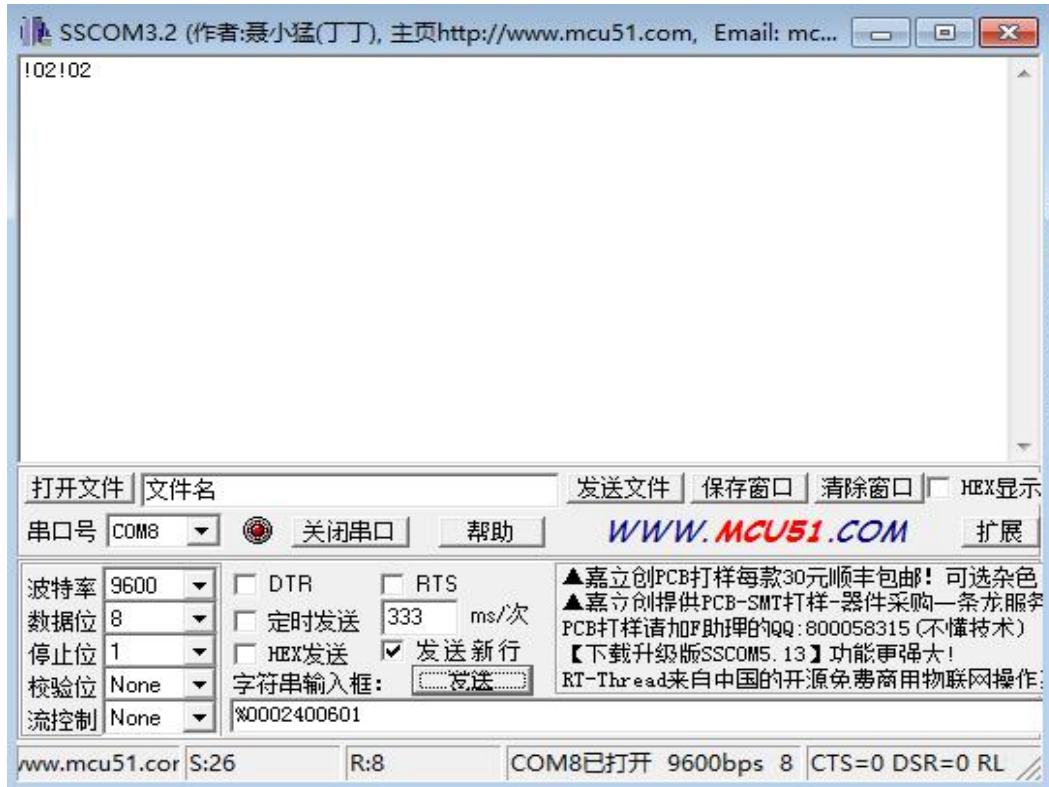 SSCOM3.2 (作者:聂小猛(丁丁), 主页http://www.mcu51.com, Email: mc...
!02!02
打开文件 文件名 发送文件 保存窗口 清除窗口 HEX显示
串口号 COM8 关闭串口 帮助 WWW.MCU51.COM 扩展
波特率 9600 DTR RTS
数据位 8 定时发送 333 ms/次
停止位 1 HEX发送 发送新行
校验位 None 字符串输入框: 发送
流控制 None %0002400601
▲嘉立创PCB打样每款30元顺丰包邮! 可选杂色
▲嘉立创提供PCB-SMT打样-器件采购—条龙服务
PCB打样请加F助理的QQ:800058315(不懂技术)
【下载升级版SSCOM5.13】功能更强大!
RT-Thread来自中国的开源免费商用物联网操作
www.mcu51.cor S:26 R:8 COM8已打开 9600bps 8 CTS=0 DSR=0 RL